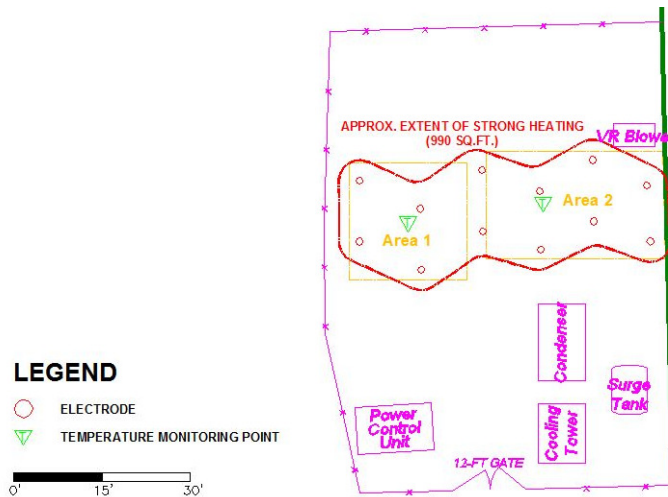 APPROX. EXTENT OF STRONG HEATING
(990 SQ.FT.)
VR Blowe
Area 1
Area 2
Condenser
Surge
Tank
Power
Control
Unit
Cooling
Tower
12-FT GATE
LEGEND
ELECTRODE
T
TEMPERATURE MONITORING POINT
0'
15'
30'